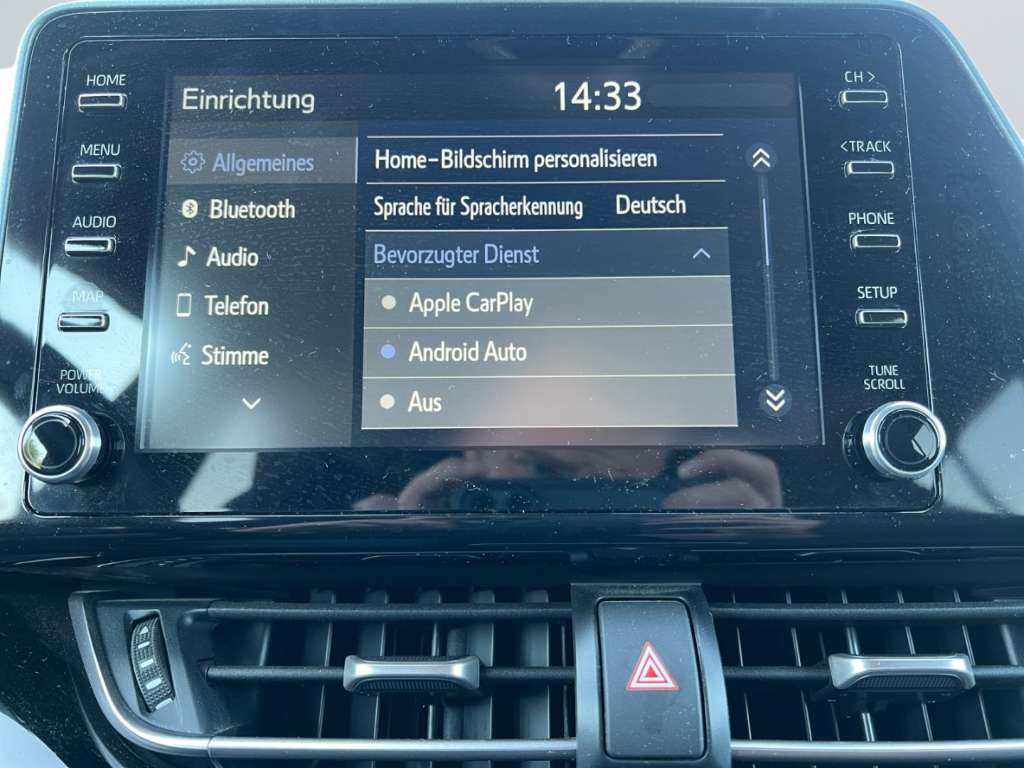 HOME
MENU
AUDIO
MAP
POWER
VOLUME
Einrichtung
14:33
Allgemeines
Bluetooth
Audio
Telefon
Stimme
Home-Bildschirm personalisieren
Sprache für Spracherkennung Deutsch
Bevorzugter Dienst
Apple CarPlay
Android Auto
Aus
CH >
< TRACK
PHONE
SETUP
TUNE
SCROLL